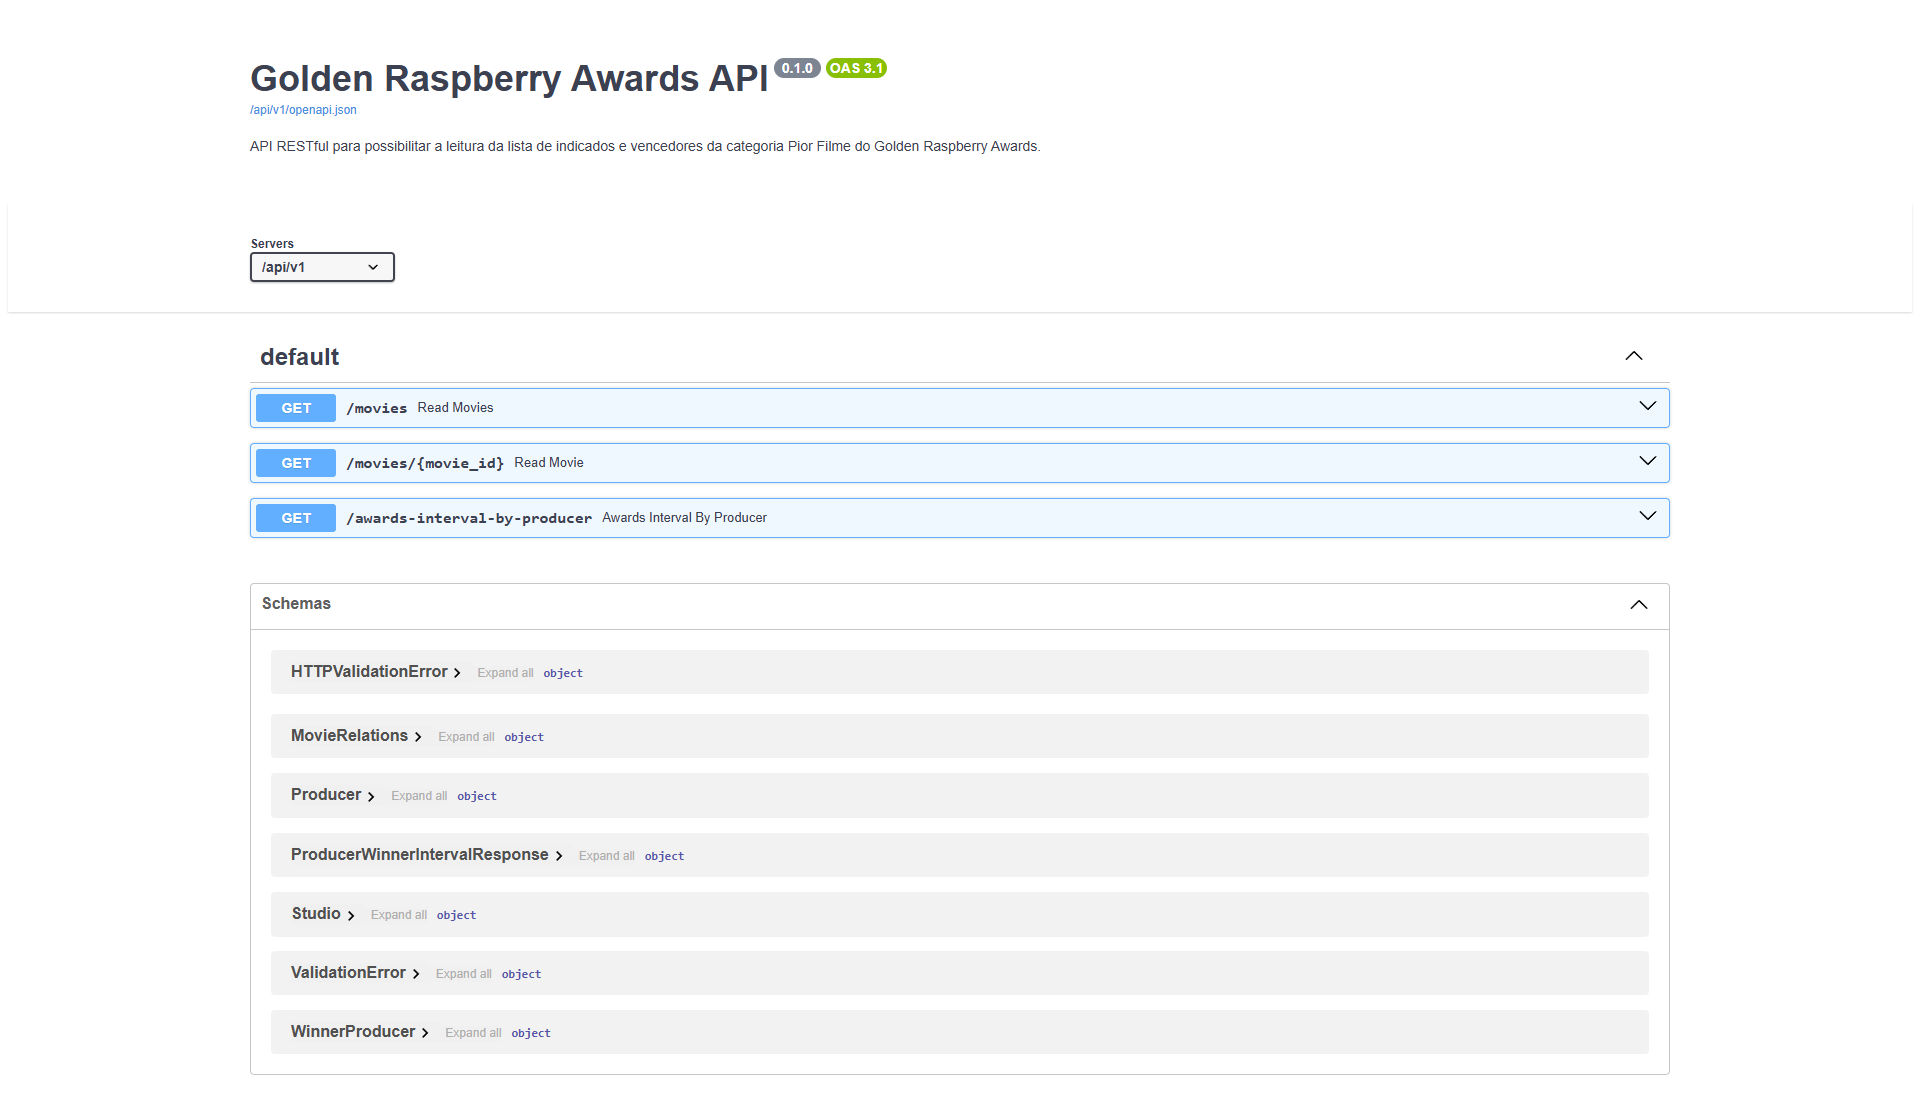 Golden Raspberry Awards API 0.1.0 OAS 3.1
/api/v1/openapi.json
API RESTful para possibilitar a leitura da lista de indicados e vencedores da categoria Pior Filme do Golden Raspberry Awards.
Servers
/api/v1
default
GET /movies Read Movies
GET /movies/{movie_id} Read Movie
GET /awards-interval-by-producer Awards Interval By Producer
Schemas
HTTPValidationError Expand all object
MovieRelations Expand all object
Producer Expand all object
ProducerWinnerIntervalResponse Expand all object
Studio Expand all object
ValidationError Expand all object
WinnerProducer Expand all object